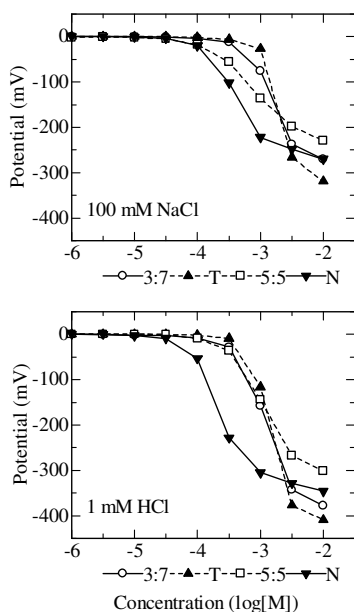 0
-100
-200
-300
-400
Potential (mV)
100 mM NaCl
-6 -5 -4 -3 -2
3:7 T 5:5 N
0
-100
-200
-300
-400
Potential (mV)
1 mM HCl
-6 -5 -4 -3 -2
3:7 T 5:5 N
Concentration (log[M])